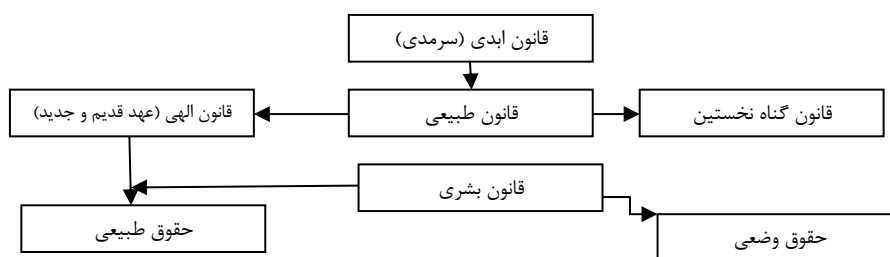 قانون ابدی (سرمدی)
قانون گناه نخستین
قانون طبیعی
قانون الهی (عهد قدیم و جدید)
قانون بشری
حقوق وضعی
حقوق طبیعی